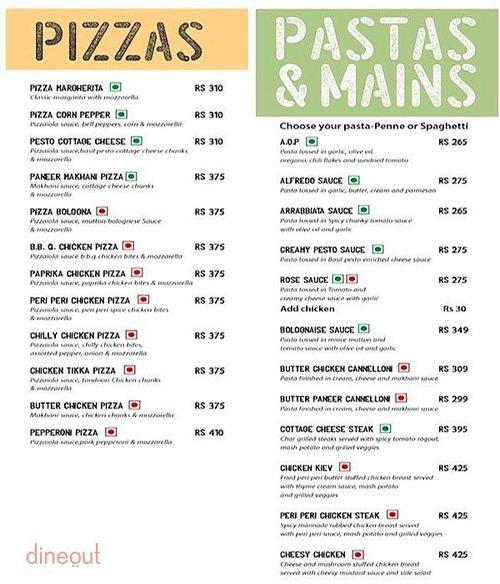 PIZZAS
PIZZA MARGHERITA RS 310
Classic margarita with mozzarella
PIZZA CORN PEPPER RS 310
Pizzaiola sauce, bell peppers, corn & mozzarella
PESTO COTTAGE CHEESE RS 310
Pizzaiola sauce,basil pesto cottage cheese chunks
& mozzarella
PANEER MAKHANI PIZZA RS 375
Makhani sauce, cottage cheese chunks
& mozzarella
PIZZA BOLOGNA RS 375
Pizzaiola sauce, mutton bolognese Sauce
& mozzarella
B.B. Q. CHICKEN PIZZA RS 375
Pizzaiola sauce b.b.q chicken bites & mozzarella
PAPRIKA CHICKEN PIZZA RS 375
Pizzaiola sauce, paprika chicken bites & mozzarella
PERI PERI CHICKEN PIZZA RS 375
Pizzaiola sauce, peri peri spice chicken bites
& mozzarella
CHILLY CHICKEN PIZZA RS 375
Pizzaiola sauce, chilly chicken bites,
assorted pepper, onion & mozzarella
CHICKEN TIKKA PIZZA RS 375
Pizzaiola sauce, tandoori Chicken chunks
& mozzarella
BUTTER CHICKEN PIZZA RS 375
Makhani sauce, chicken chunks & mozzarella
PEPPERONI PIZZA RS 410
Pizzaiola sauce,pork pepperoni & mozzarella
dineout
PASTAS
& MAINS
Choose your pasta-Penne or Spaghetti
A.O.P RS 265
Pasta tossed in garlic, olive oil,
oregano, chili flakes and sundried tomato
ALFREDO SAUCE RS 275
Pasta tossed in garlic, butter, cream and parmesan
ARRABBIATA SAUCE RS 265
Pasta tossed in Spicy chunky tomato sauce
with olive oil and garlic
CREAMY PESTO SAUCE RS 275
Pasta tossed in Basil pesto enriched cheese sauce
ROSE SAUCE RS 275
Pasta tossed in Tomato and
creamy cheese sauce with garlic
Add chicken Rs 30
BOLOGNAISE SAUCE RS 349
Pasta tossed in mince mutton and
tomato sauce with olive oil and garlic
BUTTER CHICKEN CANNELLONI RS 309
Pasta finished in cream, cheese and makhani sauce
BUTTER PANEER CANNELLONI RS 299
Pasta finished in cream, cheese and makhani sauce
COTTAGE CHEESE STEAK RS 395
Char grilled steaks served with spicy tomato ragout,
mash potato and grilled veggies
CHICKEN KIEV RS 425
Fried peri peri butter stuffed chicken breast served
with thyme cream sauce, mash potato
and grilled veggies
PERI PERI CHICKEN STEAK RS 425
Spicy marinade rubbed chicken breast served
with peri peri sauce, mash potato and grilled veggies
CHEESY CHICKEN RS 425
Cheese and mushroom stuffed chicken breast
served with cheesy mustard sauce and side salad